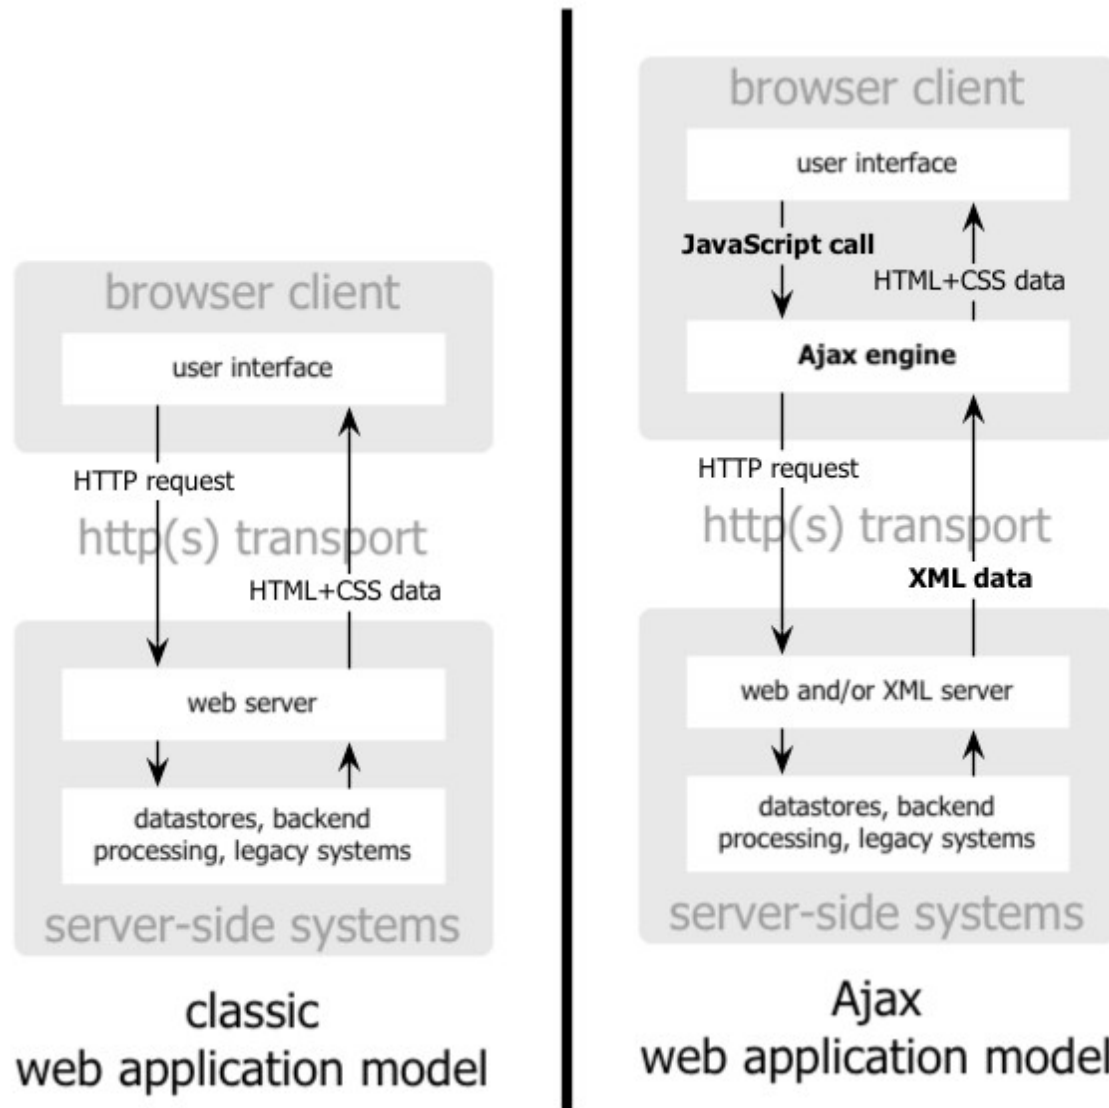 browser client
user interface
HTTP request
http(s) transport
HTML+CSS data
web server
datastores, backend
processing, legacy systems
server-side systems
classic
web application model
browser client
user interface
JavaScript call
HTML+CSS data
Ajax engine
HTTP request
http(s) transport
XML data
web and/or XML server
datastores, backend
processing, legacy systems
server-side systems
Ajax
web application model